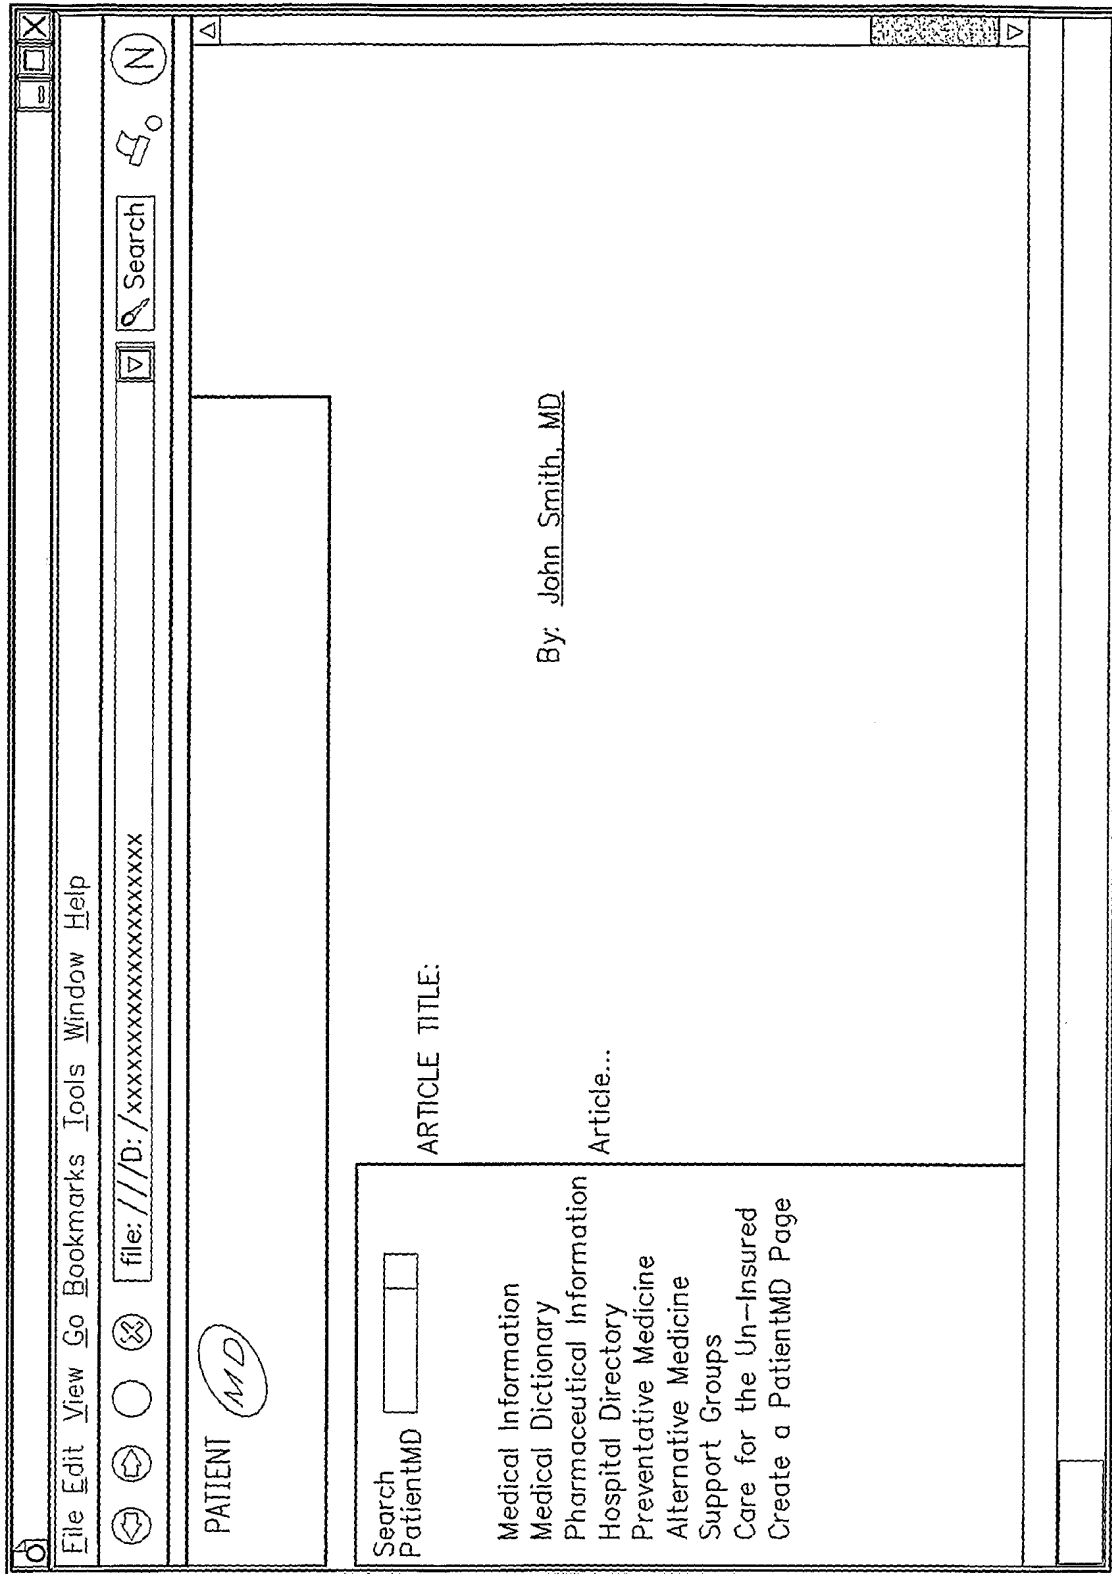 File Edit View Go Bookmarks Tools Window Help
file: ///D: /xxxxxxxxxxxxxxxxxxxxxxx Search N
PATIENT MD
Search
PatientMD
Medical Information
Medical Dictionary
Pharmaceutical Information
Hospital Directory
Preventative Medicine
Alternative Medicine
Support Groups
Care for the Un-Insured
Create a PatientMD Page
ARTICLE TITLE:
By: John Smith, MD
Article...